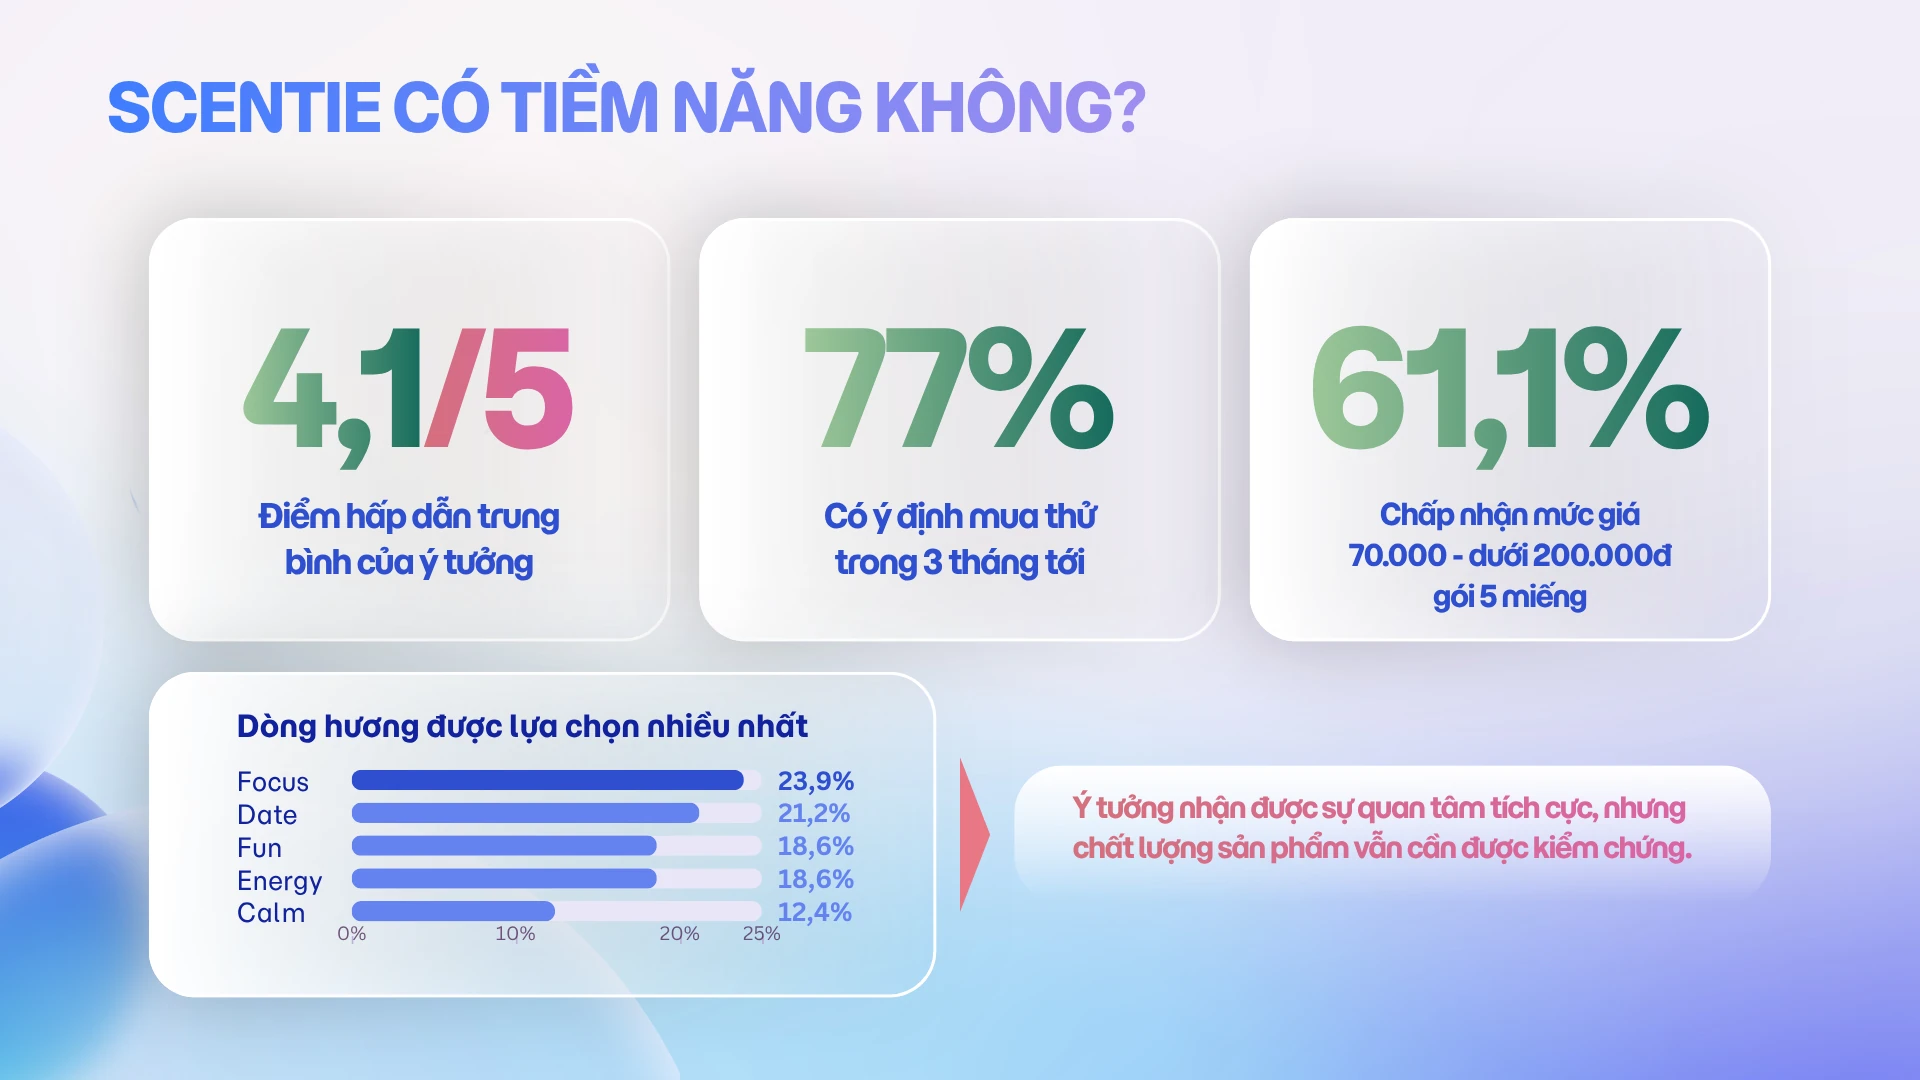 SCENTIE CÓ TIỀM NĂNG KHÔNG?
4,1/5
Điểm hấp dẫn trung
bình của ý tưởng
77%
Có ý định mua thử
trong 3 tháng tới
61,1%
Chấp nhận mức giá
70.000 - dưới 200.000đ
gói 5 miếng
Dòng hương được lựa chọn nhiều nhất
Focus 23,9%
Date 21,2%
Fun 18,6%
Energy 18,6%
Calm 12,4%
0% 10% 20% 25%
Ý tưởng nhận được sự quan tâm tích cực, nhưng
chất lượng sản phẩm vẫn cần được kiểm chứng.